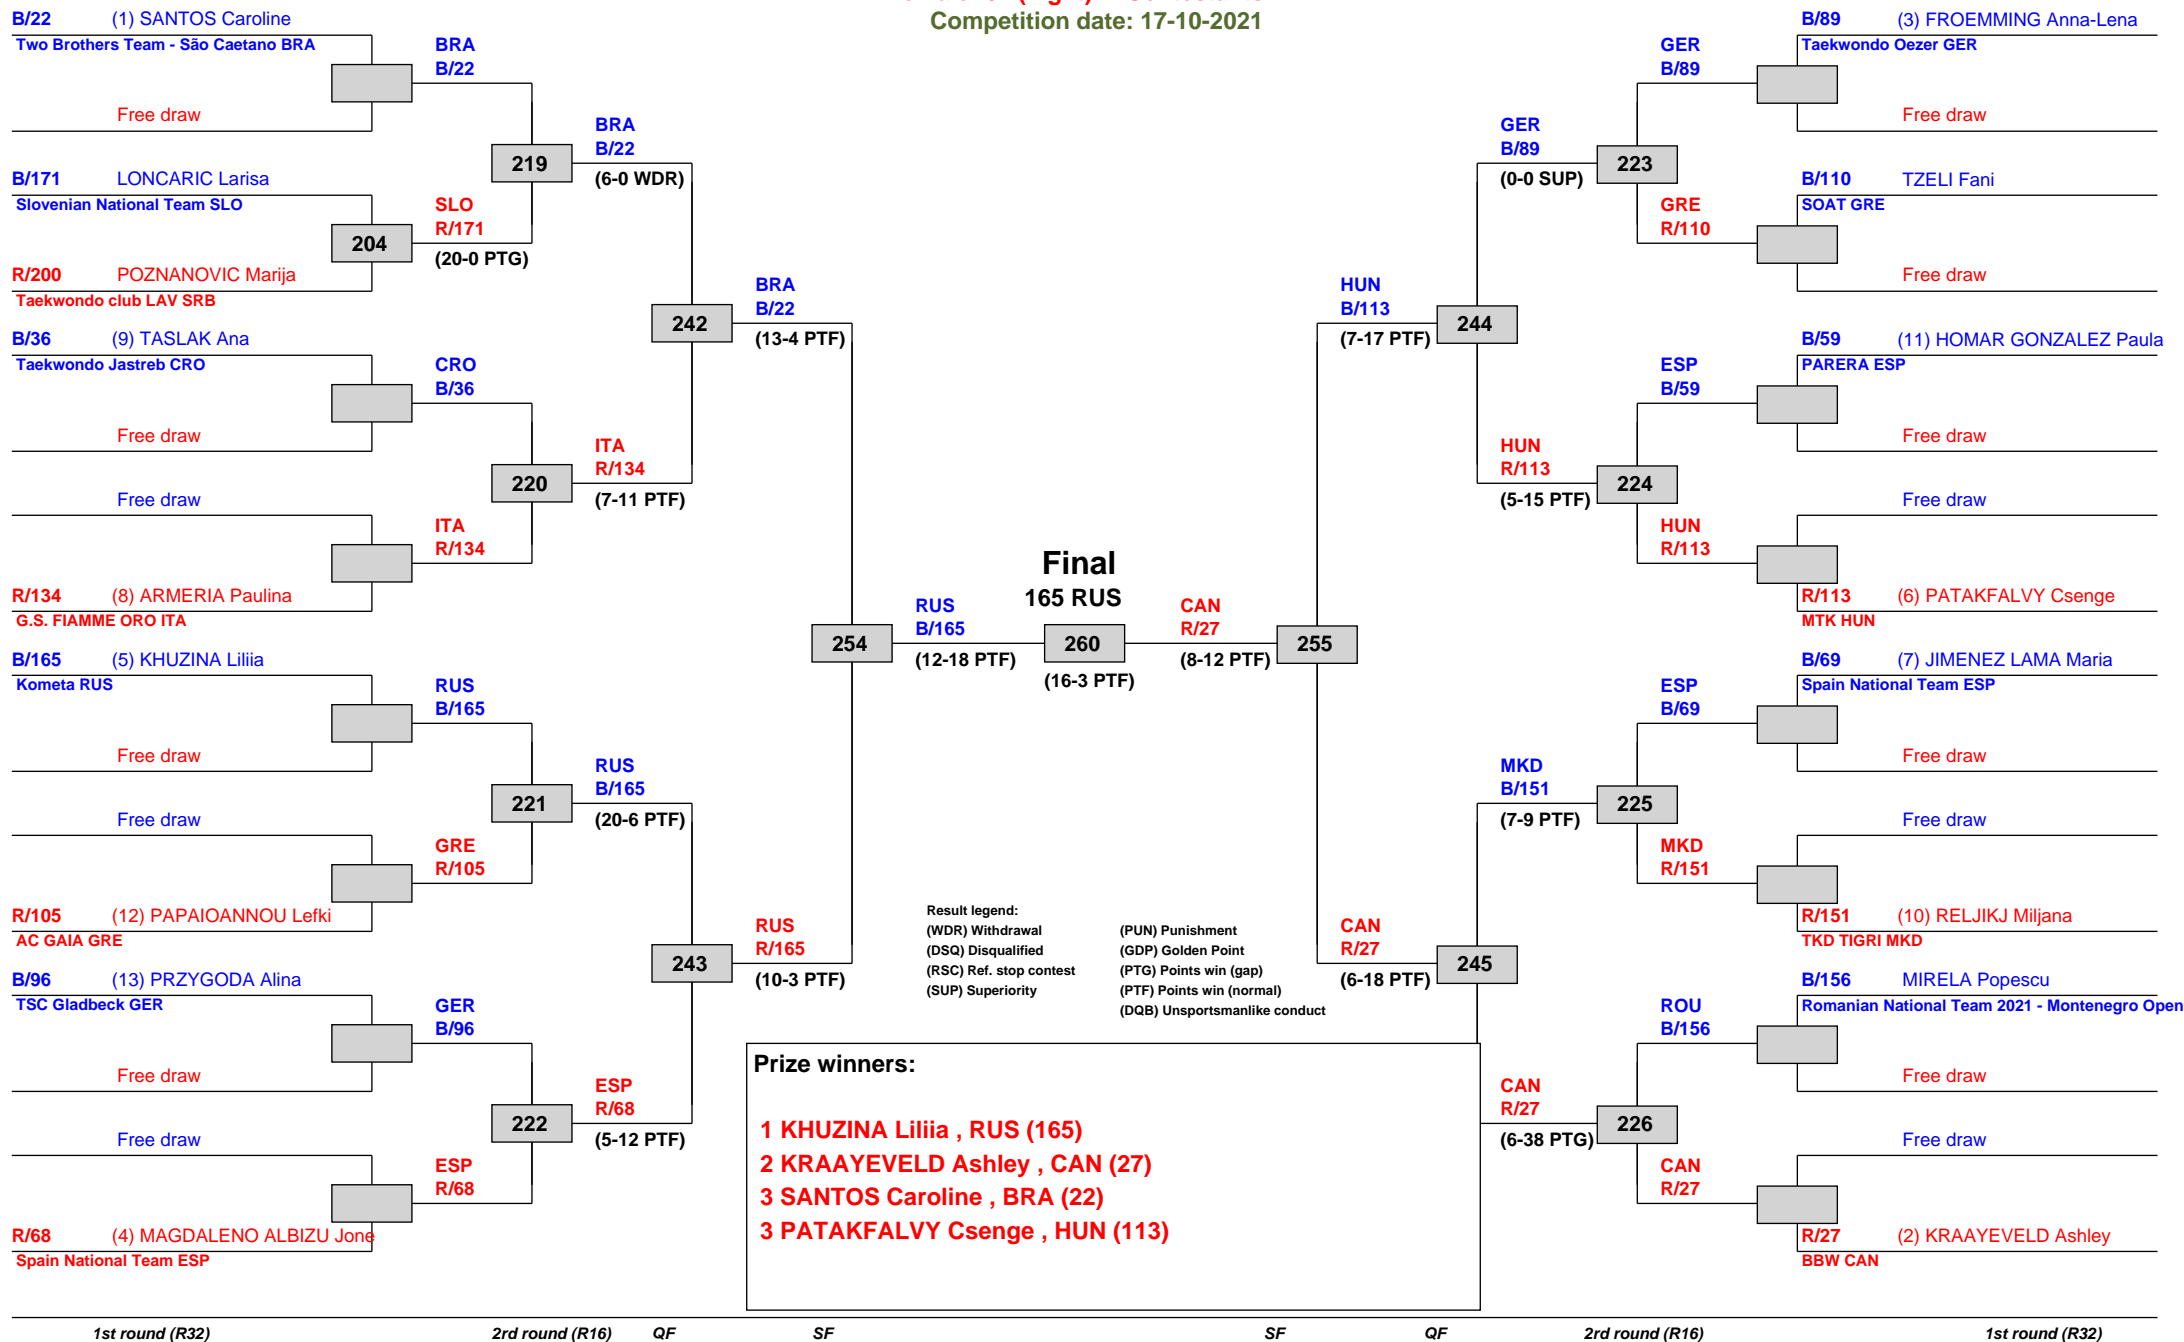 Competition date: 17-10-2021
B/22 (1) SANTOS Caroline
Two Brothers Team - São Caetano BRA
Free draw
B/171 LONCARIC Larisa
Slovenian National Team SLO
204
R/200 POZNANOVIC Marija
Taekwondo club LAV SRB
B/36 (9) TASLAK Ana
Taekwondo Jastreb CRO
Free draw
Free draw
R/134 (8) ARMERIA Paulina
G.S. FIAMME ORO ITA
B/165 (5) KHUZINA Liliia
Kometa RUS
Free draw
Free draw
R/105 (12) PAPAIOANNOU Lefki
AC GAIA GRE
B/96 (13) PRZYGODA Alina
TSC Gladbeck GER
Free draw
Free draw
R/68 (4) MAGDALENO ALBIZU Jone
Spain National Team ESP
BRA
B/22
219
SLO
R/171
(20-0 PTG)
CRO
B/36
220
ITA
R/134
RUS
B/165
221
GRE
R/105
GER
B/96
222
ESP
R/68
BRA
B/22
(6-0 WDR)
242
ITA
R/134
(7-11 PTF)
RUS
B/165
(20-6 PTF)
243
ESP
R/68
(5-12 PTF)
BRA
B/22
(13-4 PTF)
254
RUS
R/165
(10-3 PTF)
RUS
B/165
(12-18 PTF)
Final
165 RUS
260
(16-3 PTF)
CAN
R/27
(8-12 PTF)
255
HUN
B/113
(7-17 PTF)
244
CAN
R/27
(6-18 PTF)
245
GER
B/89
(0-0 SUP)
223
HUN
R/113
(5-15 PTF)
224
MKD
B/151
(7-9 PTF)
225
CAN
R/27
(6-38 PTG)
226
GER
B/89
GRE
R/110
ESP
B/59
HUN
R/113
ESP
B/69
MKD
R/151
ROU
B/156
CAN
R/27
B/89 (3) FROEMMING Anna-Lena
Taekwondo Oezer GER
Free draw
B/110 TZELI Fani
SOAT GRE
Free draw
B/59 (11) HOMAR GONZALEZ Paula
PARERA ESP
Free draw
Free draw
R/113 (6) PATAKFALVY Csenge
MTK HUN
B/69 (7) JIMENEZ LAMA Maria
Spain National Team ESP
Free draw
Free draw
R/151 (10) RELJIKJ Miljana
TKD TIGRI MKD
B/156 MIRELA Popescu
Romanian National Team 2021 - Montenegro Open
Free draw
Free draw
R/27 (2) KRAAYEVELD Ashley
BBW CAN
Result legend:
(WDR) Withdrawal (PUN) Punishment
(DSQ) Disqualified (GDP) Golden Point
(RSC) Ref. stop contest (PTG) Points win (gap)
(SUP) Superiority (PTF) Points win (normal)
(DQB) Unsportsmanlike conduct
Prize winners:
1 KHUZINA Liliia , RUS (165)
2 KRAAYEVELD Ashley , CAN (27)
3 SANTOS Caroline , BRA (22)
3 PATAKFALVY Csenge , HUN (113)
1st round (R32) 2rd round (R16) QF SF SF QF 2rd round (R16) 1st round (R32)